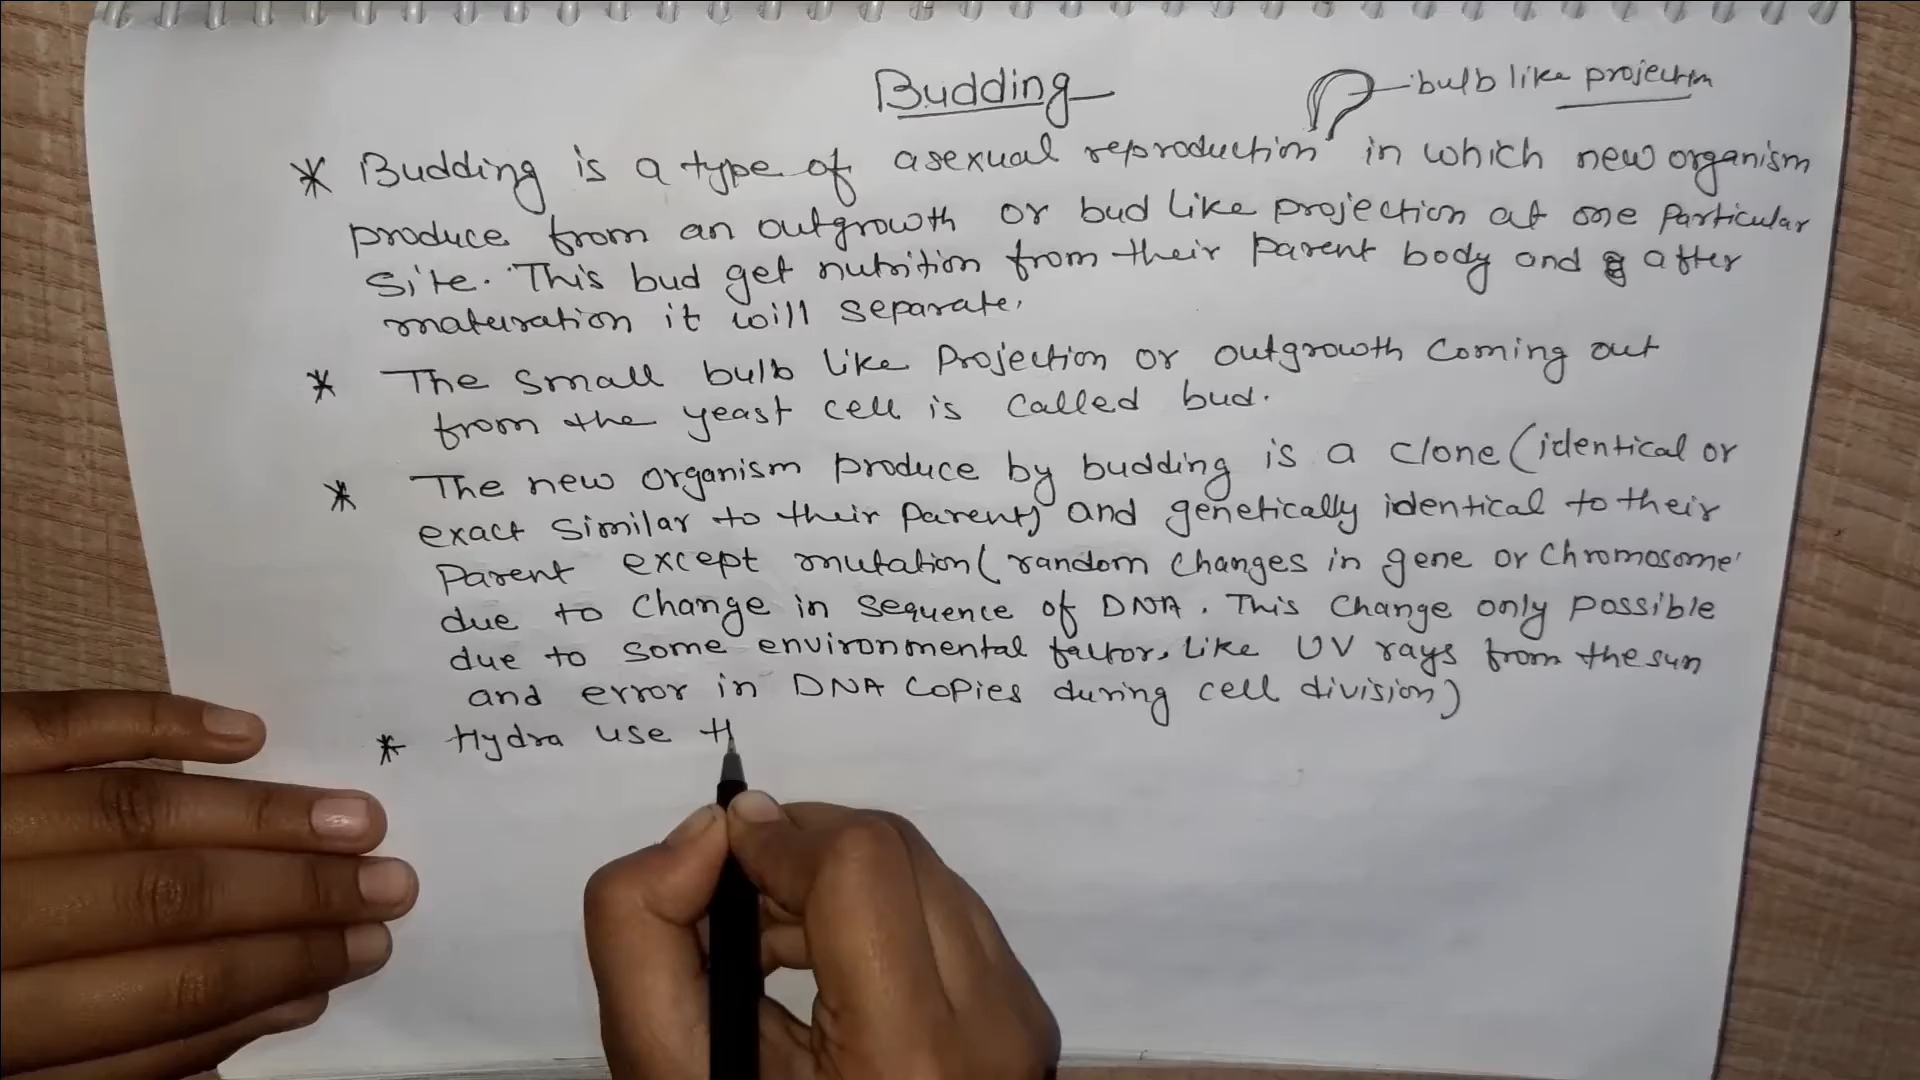 Budding
bulb like projection
* Budding is a type of asexual reproduction in which new organism
produce from an outgrowth or bud like projection at one particular
site. This bud get nutrition from their parent body and after
maturation it will separate.
* The small bulb like Projection or outgrowth coming out
from the yeast cell is called bud.
* The new organism produce by budding is a clone (identical or
exact similar to their parent) and genetically identical to their
parent except mutation (random changes in gene or chromosome
due to change in sequence of DNA. This change only possible
due to some environmental factor, like UV rays from the sun
and error in DNA copies during cell division)
* Hydra use th